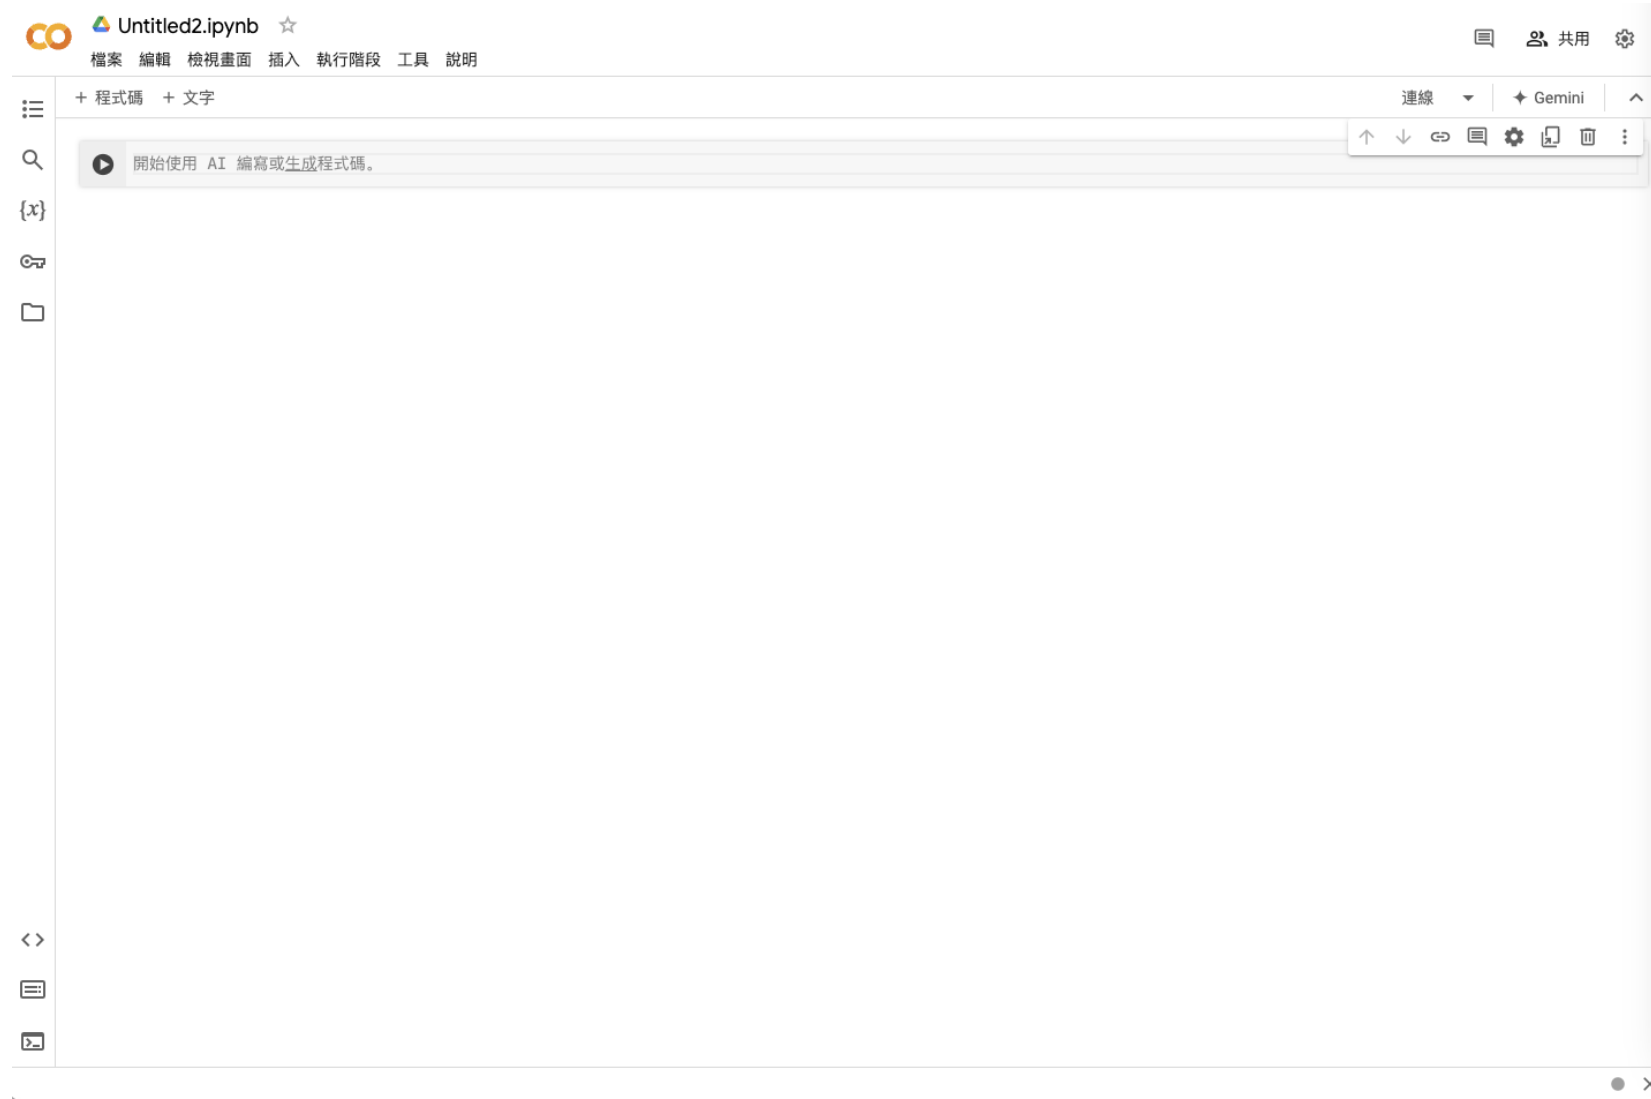 Untitled2.ipynb
檔案 編輯 檢視畫面 插入 執行階段 工具 說明
共用
+ 程式碼 + 文字
連線
Gemini
開始使用 AI 編寫或生成程式碼。
{x}